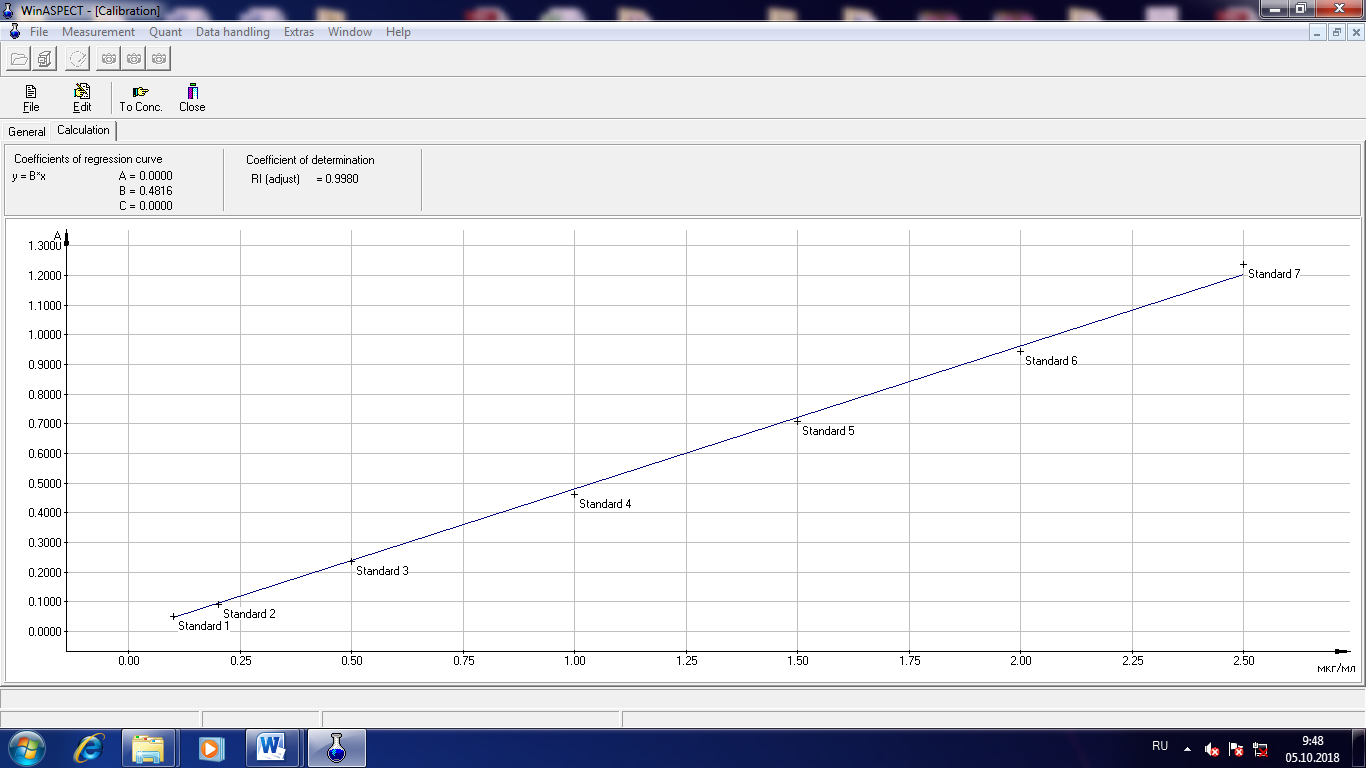 WinASPECT - [Calibration]
File Measurement Quant Data handling Extras Window Help
File Edit To Conc. Close
General Calculation
Coefficients of regression curve
y = B*x
A = 0.0000
B = 0.4816
C = 0.0000
Coefficient of determination
RI (adjust) = 0.9980
A
1.3000
1.2000
1.1000
1.0000
0.9000
0.8000
0.7000
0.6000
0.5000
0.4000
0.3000
0.2000
0.1000
0.0000
Standard 7
Standard 6
Standard 5
Standard 4
Standard 3
Standard 2
Standard 1
0.00 0.25 0.50 0.75 1.00 1.25 1.50 1.75 2.00 2.25 2.50
мкг/мл
RU
9:48
05.10.2018